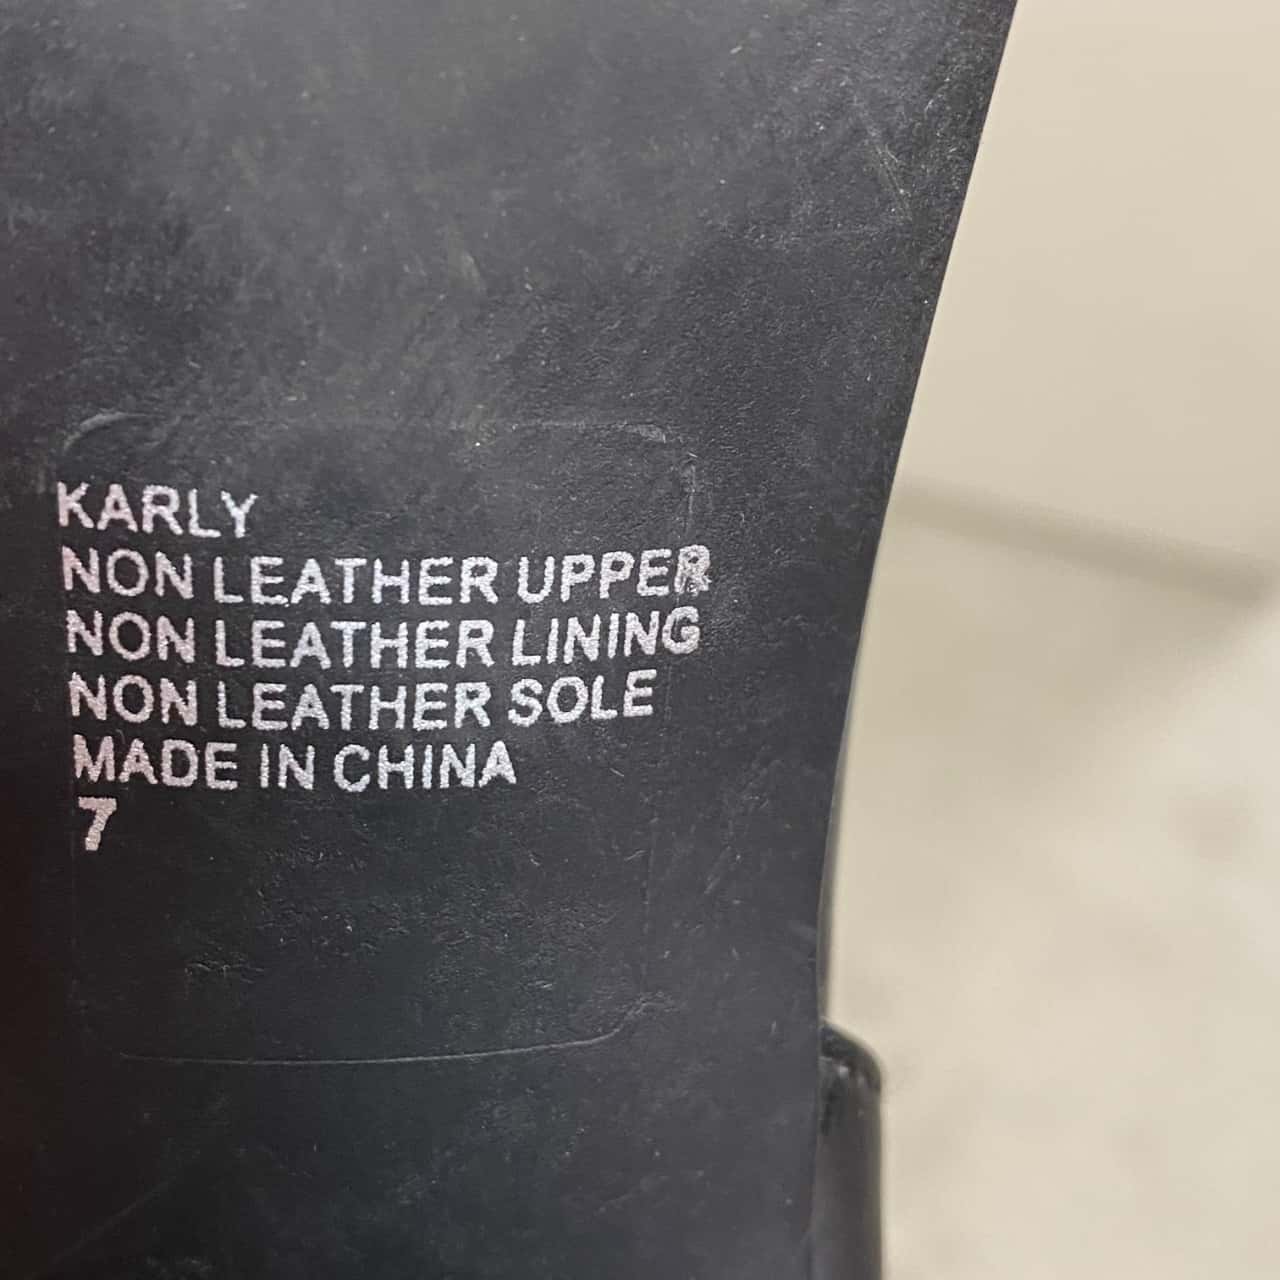 KARLY
NON LEATHER UPPER
NON LEATHER LINING
NON LEATHER SOLE
MADE IN CHINA
7